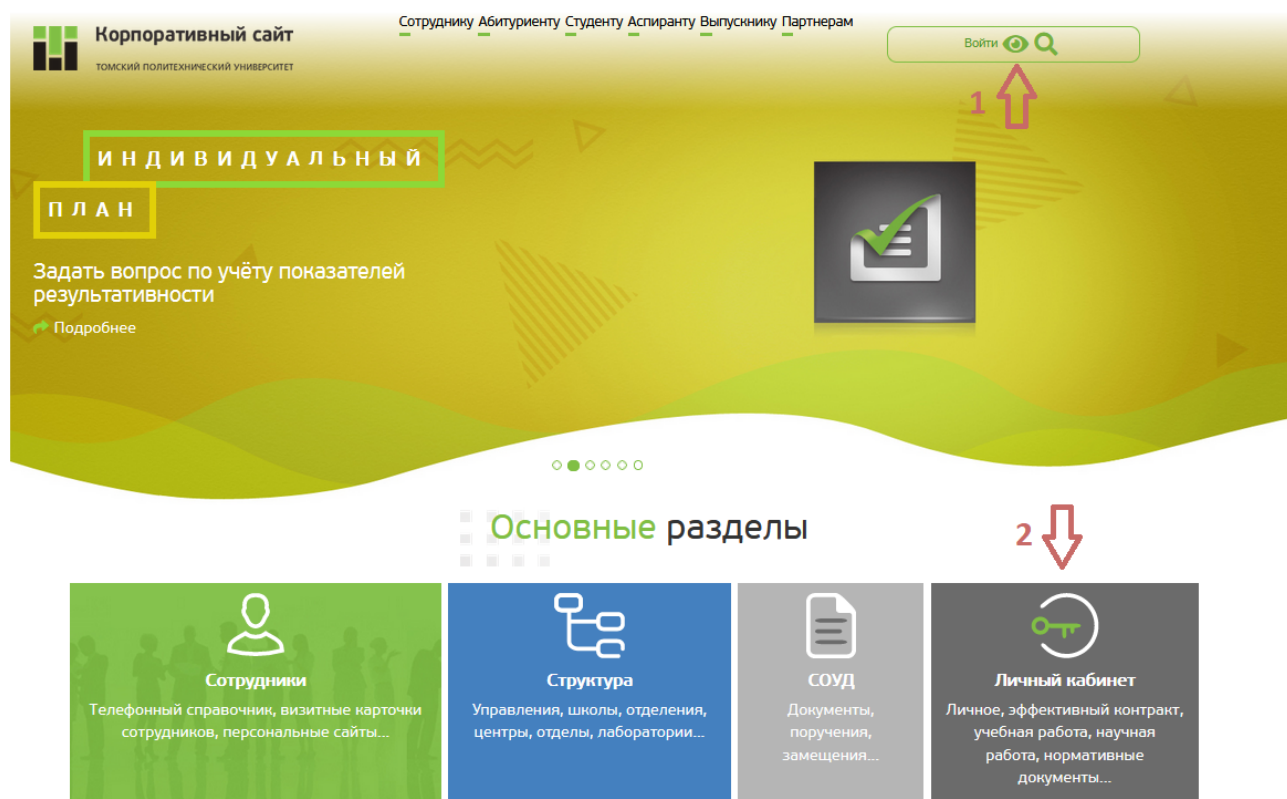 Корпоративный сайт
ТОМСКИЙ ПОЛИТЕХНИЧЕСКИЙ УНИВЕРСИТЕТ
Сотруднику Абитуриенту Студенту Аспиранту Выпускнику Партнерам
Войти
1
ИНДИВИДУАЛЬНЫЙ
ПЛАН
Задать вопрос по учёту показателей
результативности
Подробнее
Основные разделы
2
Сотрудники
Телефонный справочник, визитные карточки
сотрудников, персональные сайты...
Структура
Управления, школы, отделения,
центры, отделы, лаборатории...
СОУД
Документы,
поручения,
замещения...
Личный кабинет
Личное, эффективный контракт,
учебная работа, научная
работа, нормативные
документы...